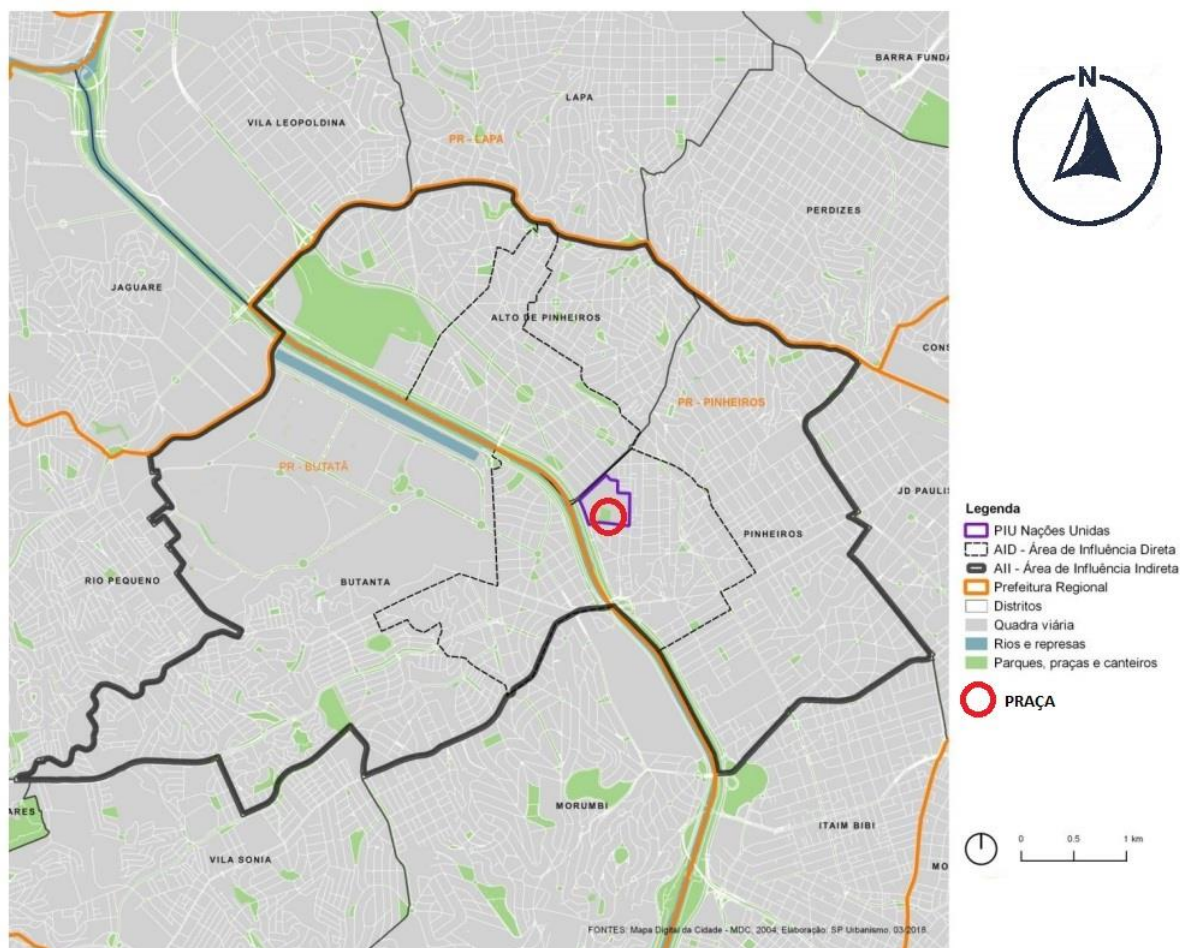 BARRA FUNDA
LAPA
VILA LEOPOLDINA
PR - LAPA
PERDIZES
JAGUARE
ALTO DE PINHEIROS
CONS
PR - PINHEIROS
PR - BUTATÃ
JD PAULIS
PINHEIROS
RIO PEQUENO
BUTANTA
MORUMBI
ARES
ITAIM BIBI
VILA SONIA
MO
FONTES: Mapa Digital da Cidade - MDC, 2004; Elaboração: SP Urbanismo, 03/2018.
N
Legenda
PIU Nações Unidas
AID - Área de Influência Direta
AII - Área de Influência Indireta
Prefeitura Regional
Distritos
Quadra viária
Rios e represas
Parques, praças e canteiros
PRAÇA
0 0.5 1 km